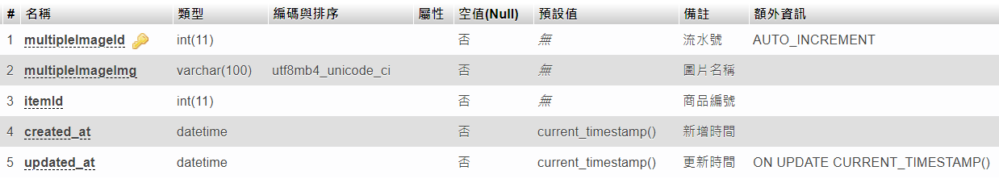 # 名稱 類型 編碼與排序 屬性 空值(Null) 預設值 備註 額外資訊
1 multipleImageId int(11) 否 無 流水號 AUTO_INCREMENT
2 multipleImageImg varchar(100) utf8mb4_unicode_ci 否 無 圖片名稱
3 itemId int(11) 否 無 商品編號
4 created_at datetime 否 current_timestamp() 新增時間
5 updated_at datetime 否 current_timestamp() 更新時間 ON UPDATE CURRENT_TIMESTAMP()